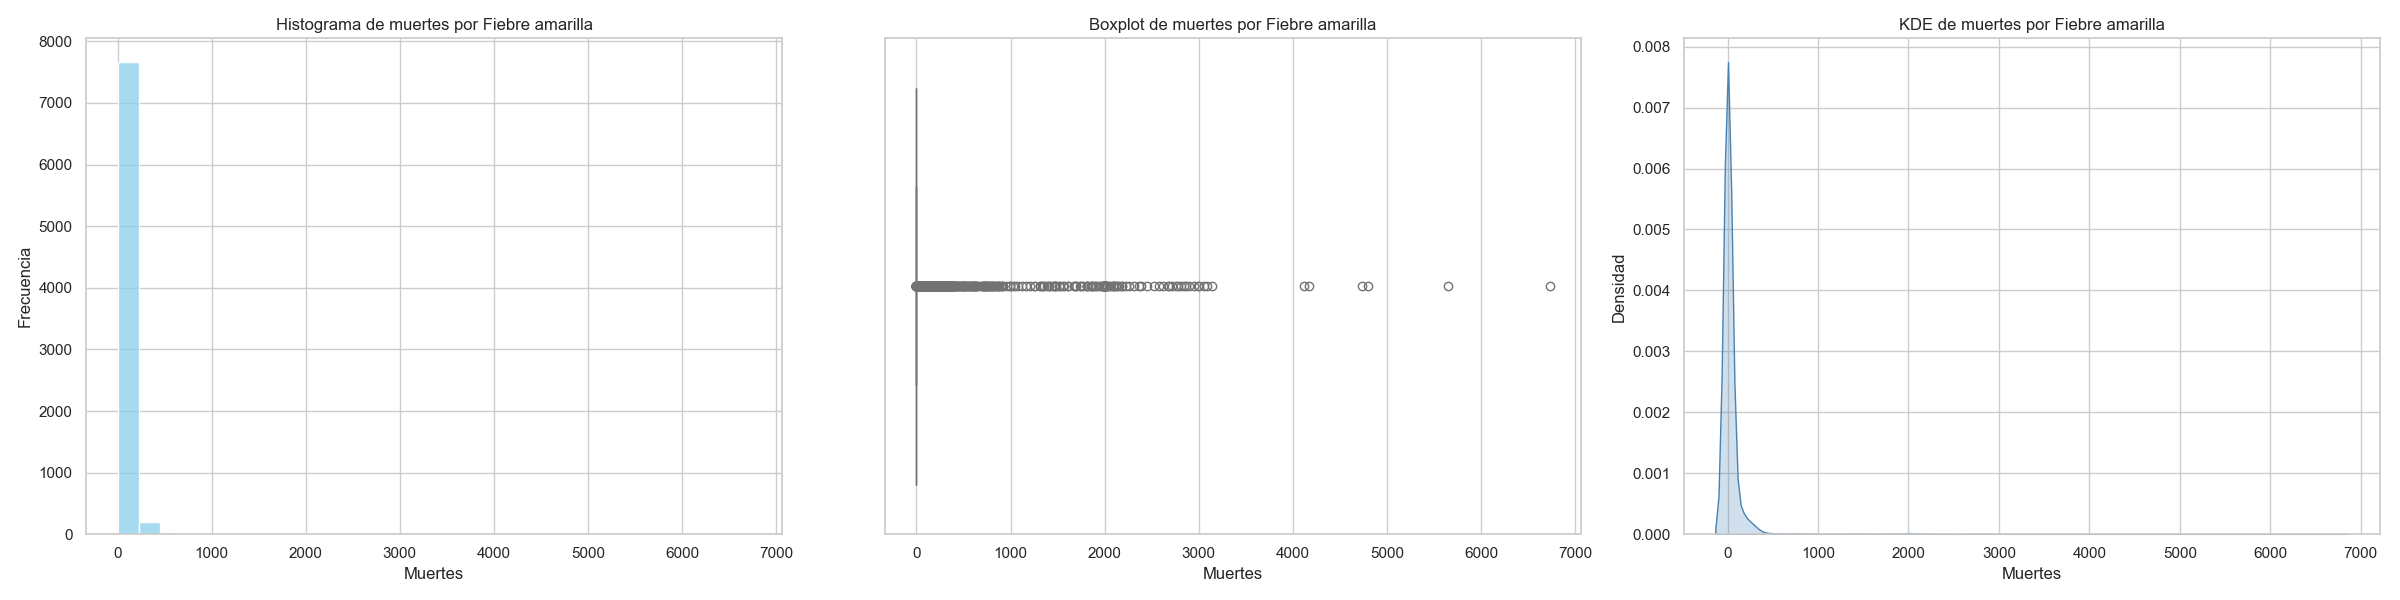 Histograma de muertes por Fiebre amarilla
8000
7000
6000
5000
4000
3000
2000
1000
0
Frecuencia
0 1000 2000 3000 4000 5000 6000 7000
Muertes
Boxplot de muertes por Fiebre amarilla
0 1000 2000 3000 4000 5000 6000 7000
Muertes
KDE de muertes por Fiebre amarilla
0.008
0.007
0.006
0.005
0.004
0.003
0.002
0.001
0.000
Densidad
0 1000 2000 3000 4000 5000 6000 7000
Muertes